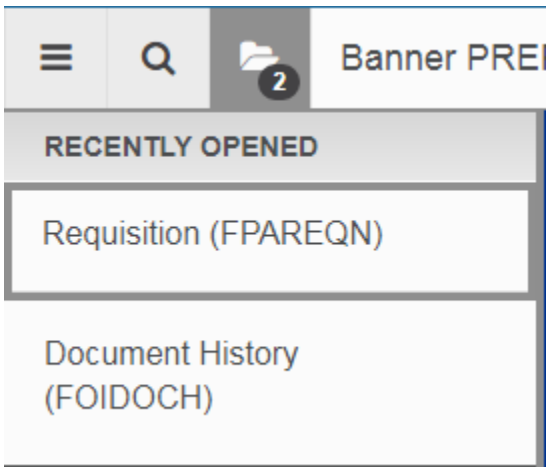 2
Banner PREI
RECENTLY OPENED
Requisition (FPAREQN)
Document History
(FOIDOCH)